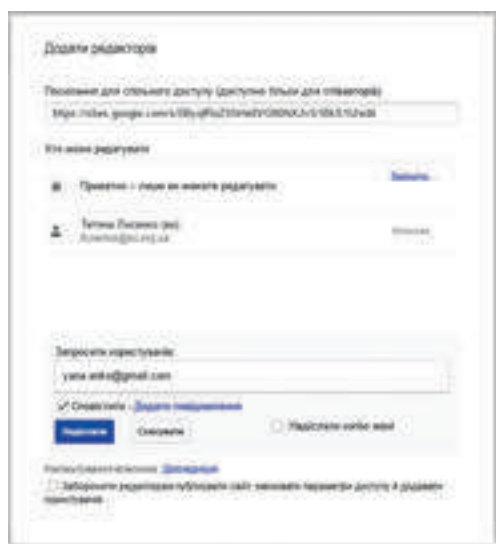 Додати редакторів
Посилання для спільного доступу (доступне тільки для співавторів)
Хто може редагувати
Приватно – лише ви можете редагувати
Змінити...
Тетяна Лисенко (ви)
Власник
Запросити користувачів:
@gmail.com
Сповістити - Додати повідомлення
Надіслати Скасувати Надіслати копію мені
Докладніше
Заборонити редакторам публікувати сайт, змінювати параметри доступу й додавати
користувачів